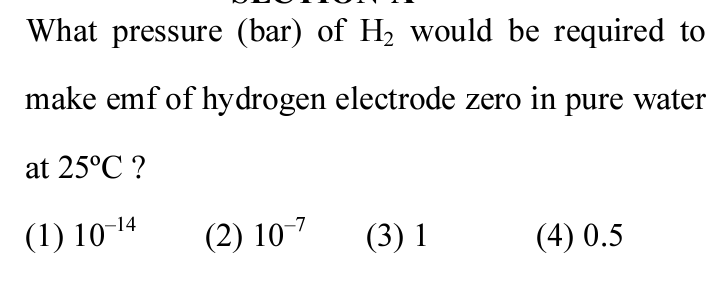 What pressure (bar) of H₂ would be required to
make emf of hydrogen electrode zero in pure water
at 25ºC ?
(1) 10⁻¹⁴ (2) 10⁻⁷ (3) 1 (4) 0.5